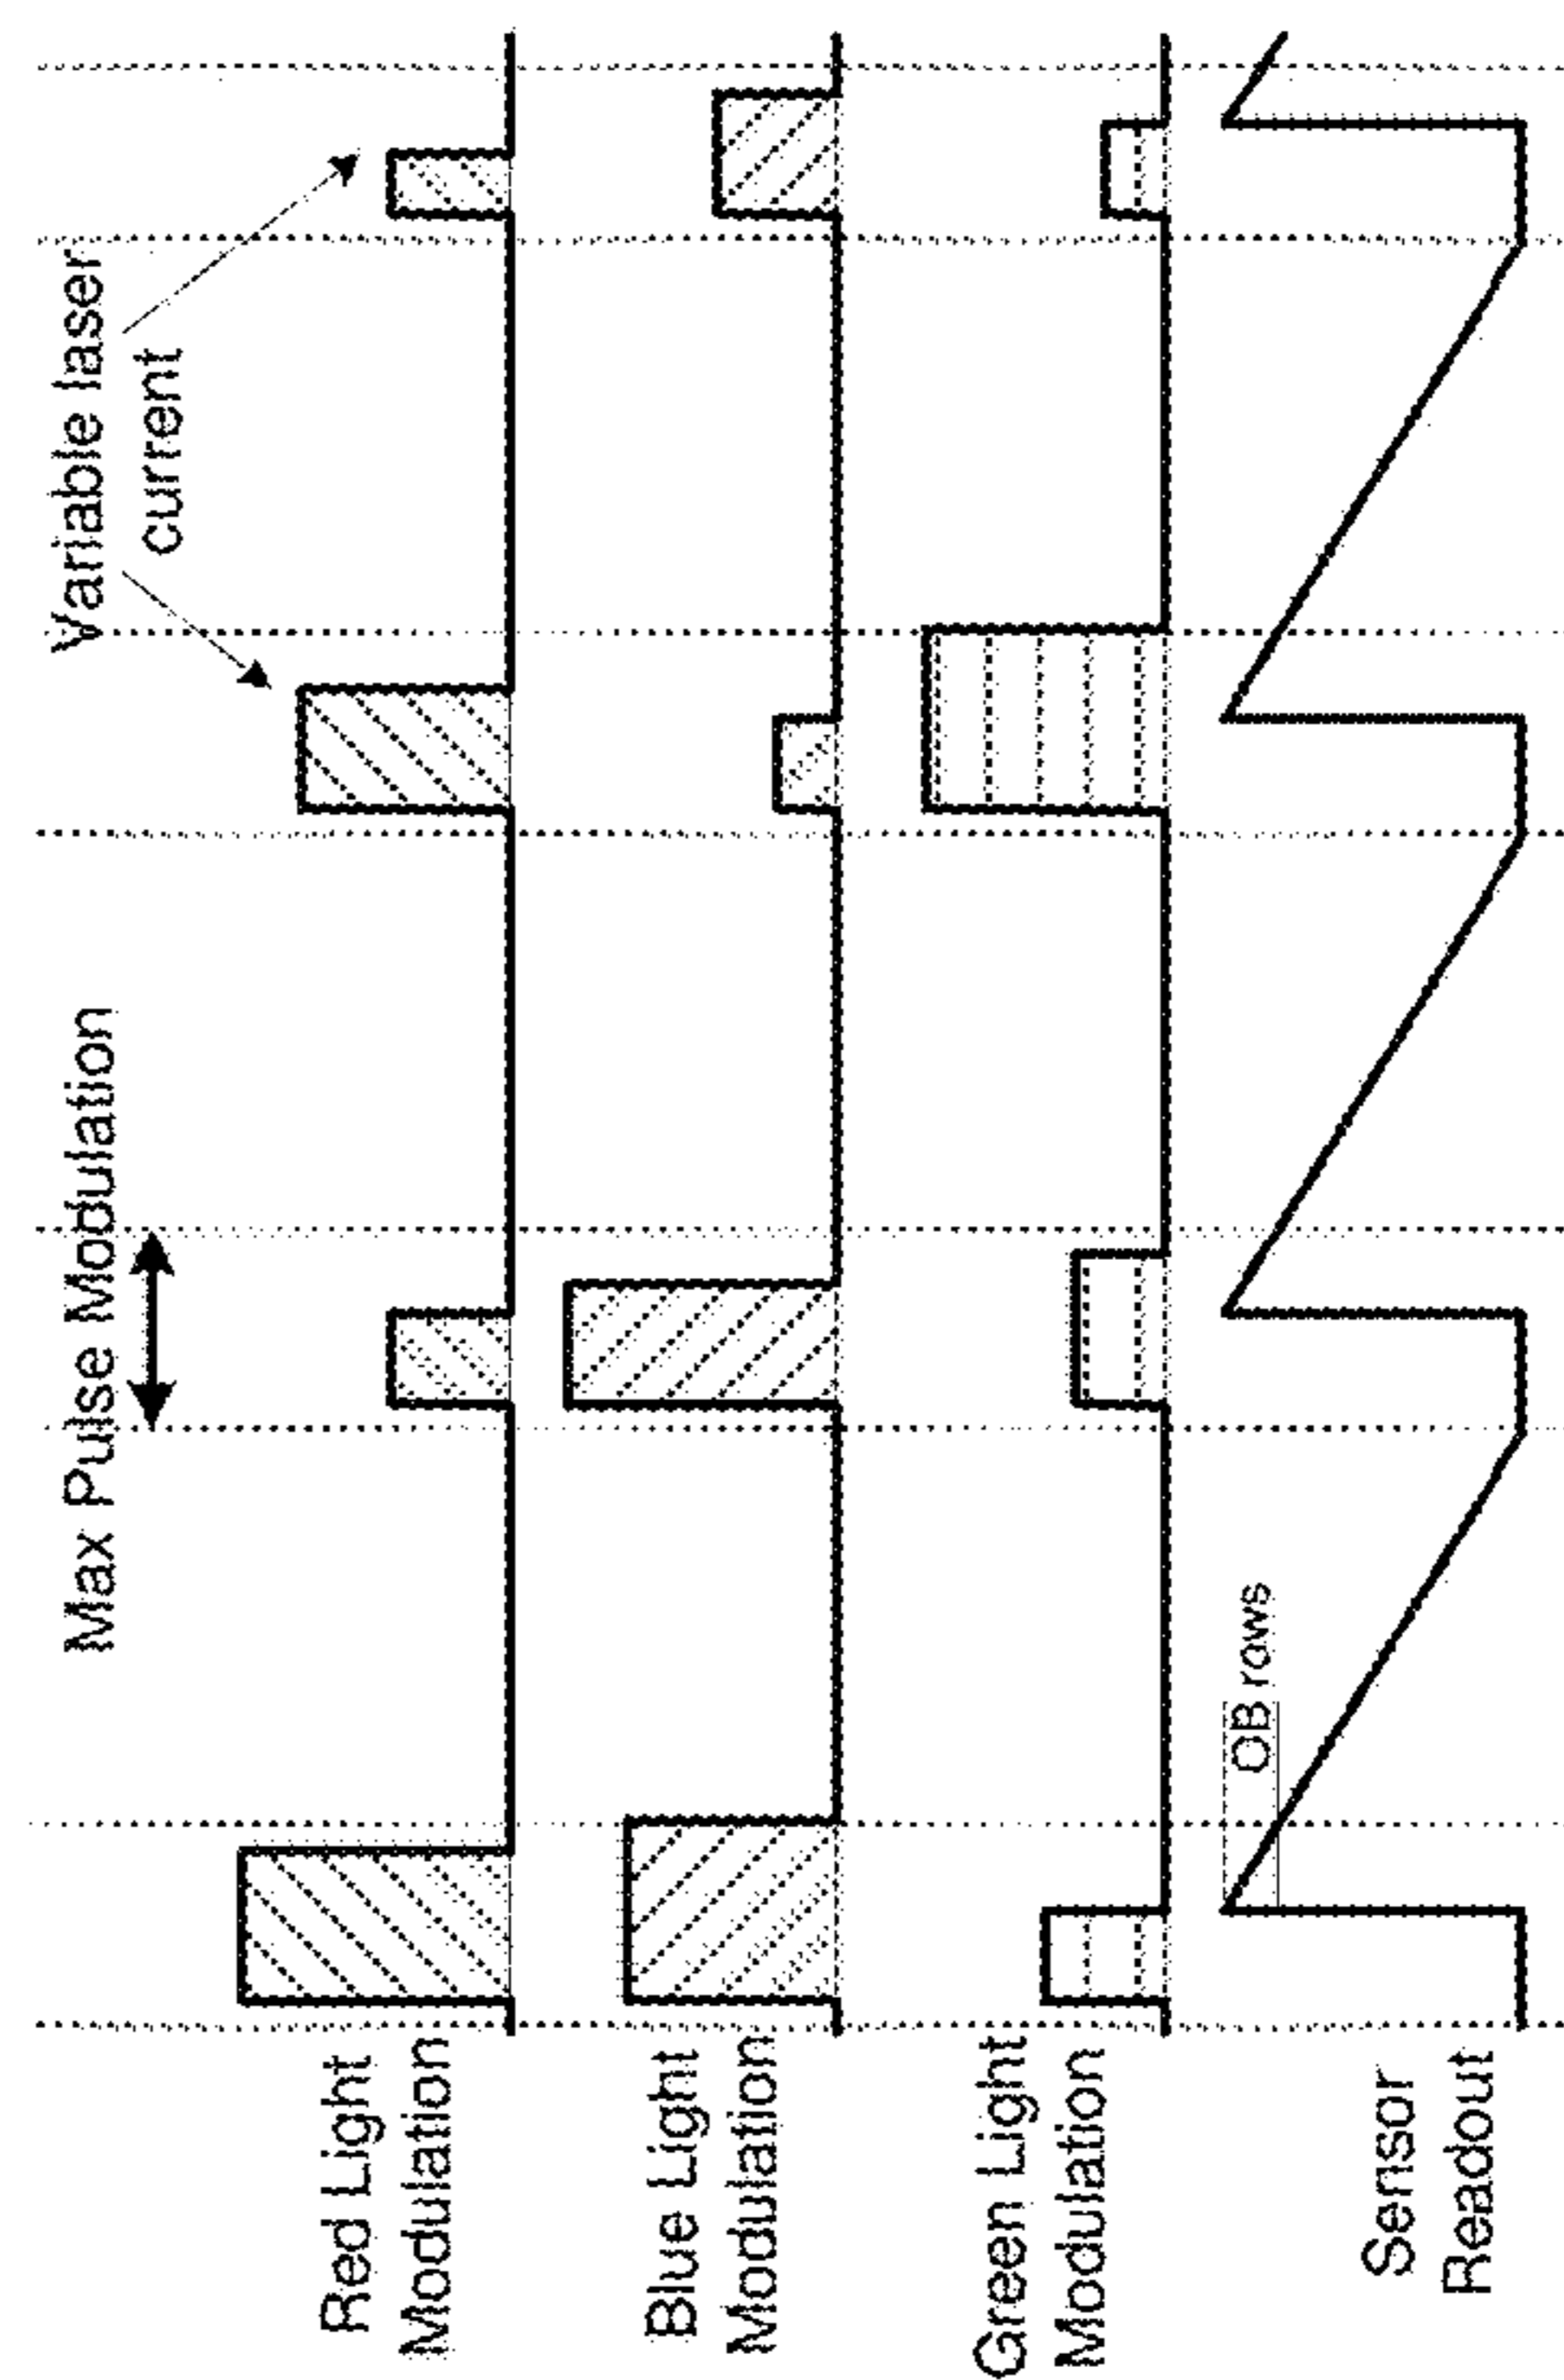 Max Pulse Modulation
Variable laser
current
Red Light
Modulation
Blue Light
Modulation
Green Light
Modulation
OB rows
Sensor
Readout